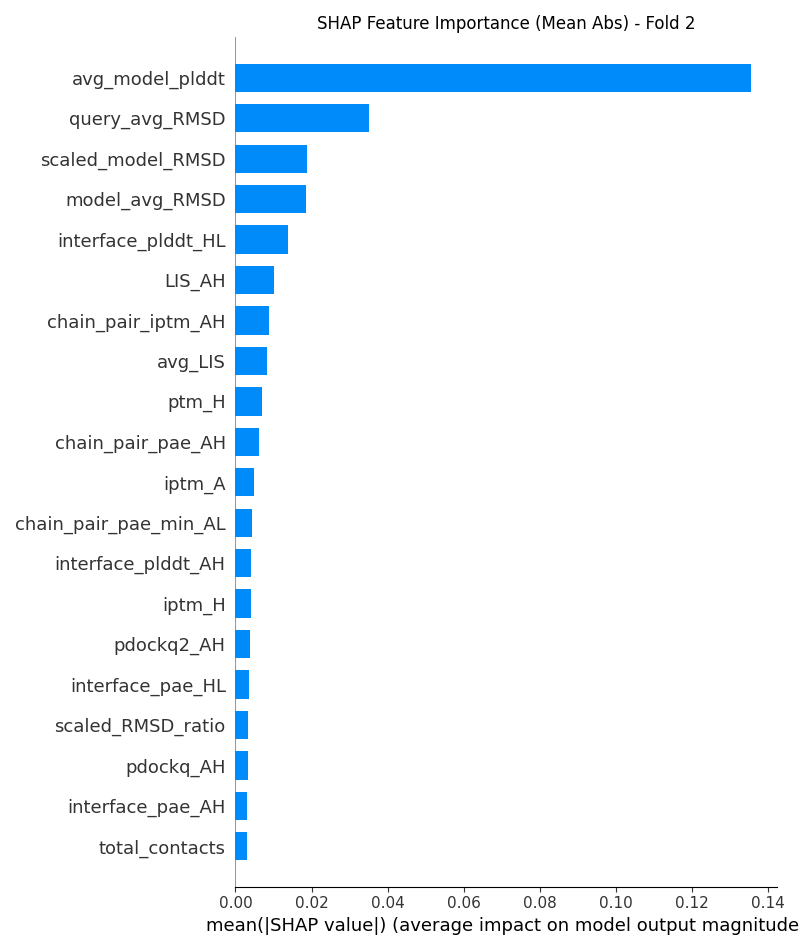 SHAP Feature Importance (Mean Abs) - Fold 2
avg_model_plddt
query_avg_RMSD
scaled_model_RMSD
model_avg_RMSD
interface_plddt_HL
LIS_AH
chain_pair_iptm_AH
avg_LIS
ptm_H
chain_pair_pae_AH
iptm_A
chain_pair_pae_min_AL
interface_plddt_AH
iptm_H
pdockq2_AH
interface_pae_HL
scaled_RMSD_ratio
pdockq_AH
interface_pae_AH
total_contacts
0.00 0.02 0.04 0.06 0.08 0.10 0.12 0.14
mean(|SHAP value|) (average impact on model output magnitude